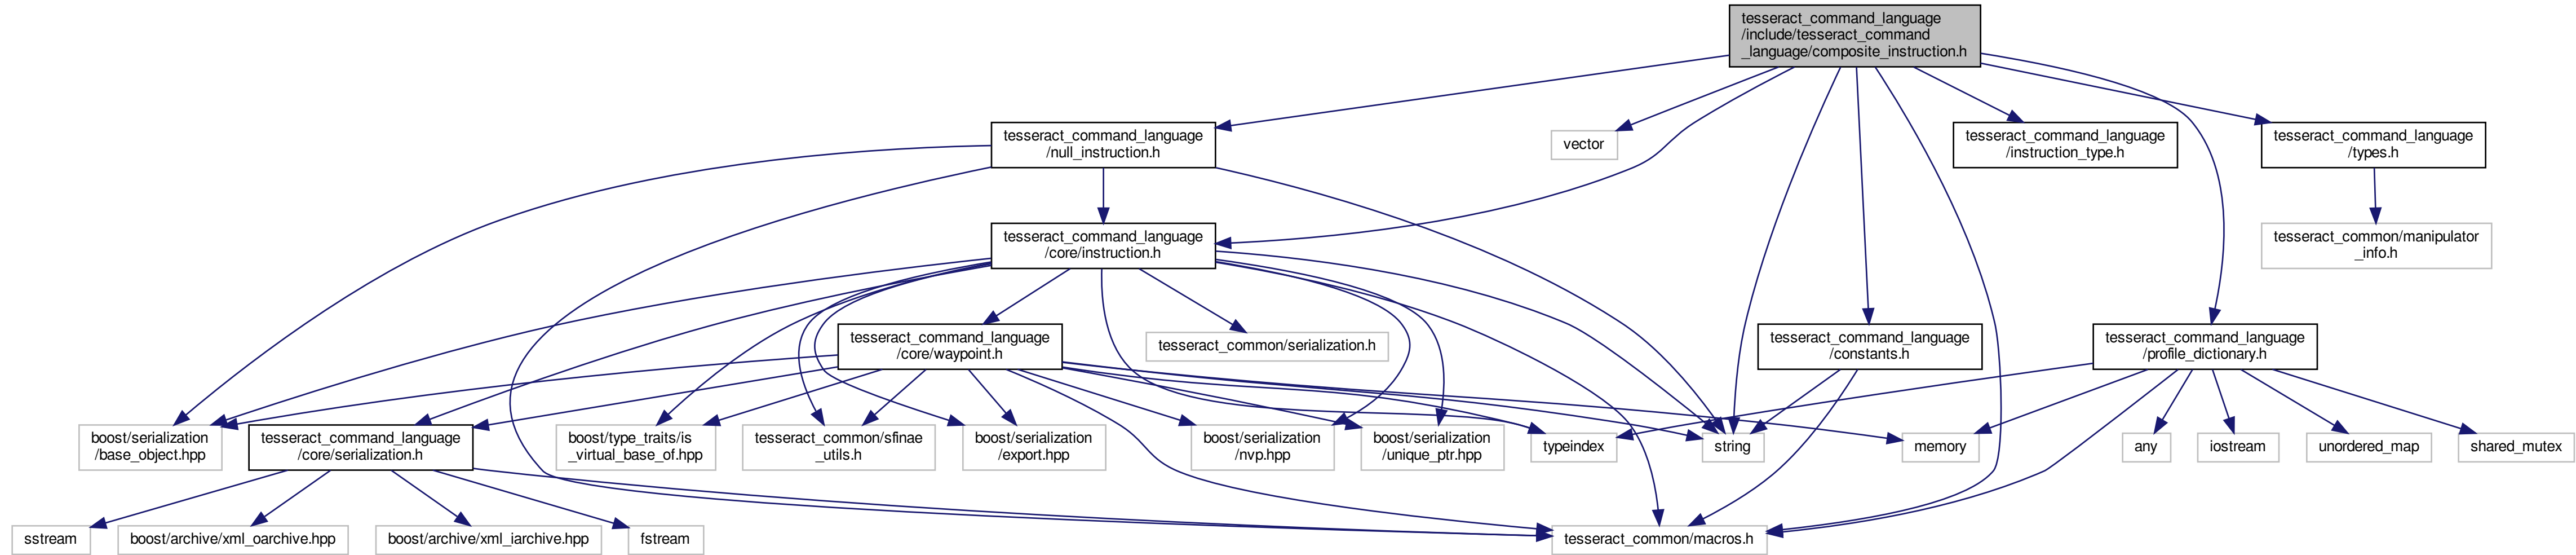 tesseract_command_language
/include/tesseract_command
_language/composite_instruction.h
tesseract_command_language
/null_instruction.h
vector
tesseract_command_language
/instruction_type.h
tesseract_command_language
/types.h
tesseract_command_language
/core/instruction.h
tesseract_common/manipulator
_info.h
tesseract_command_language
/core/waypoint.h
tesseract_common/serialization.h
tesseract_command_language
/constants.h
tesseract_command_language
/profile_dictionary.h
boost/serialization
/base_object.hpp
tesseract_command_language
/core/serialization.h
boost/type_traits/is
_virtual_base_of.hpp
tesseract_common/sfinae
_utils.h
boost/serialization
/export.hpp
boost/serialization
/nvp.hpp
boost/serialization
/unique_ptr.hpp
typeindex
string
memory
any
iostream
unordered_map
shared_mutex
sstream
boost/archive/xml_oarchive.hpp
boost/archive/xml_iarchive.hpp
fstream
tesseract_common/macros.h